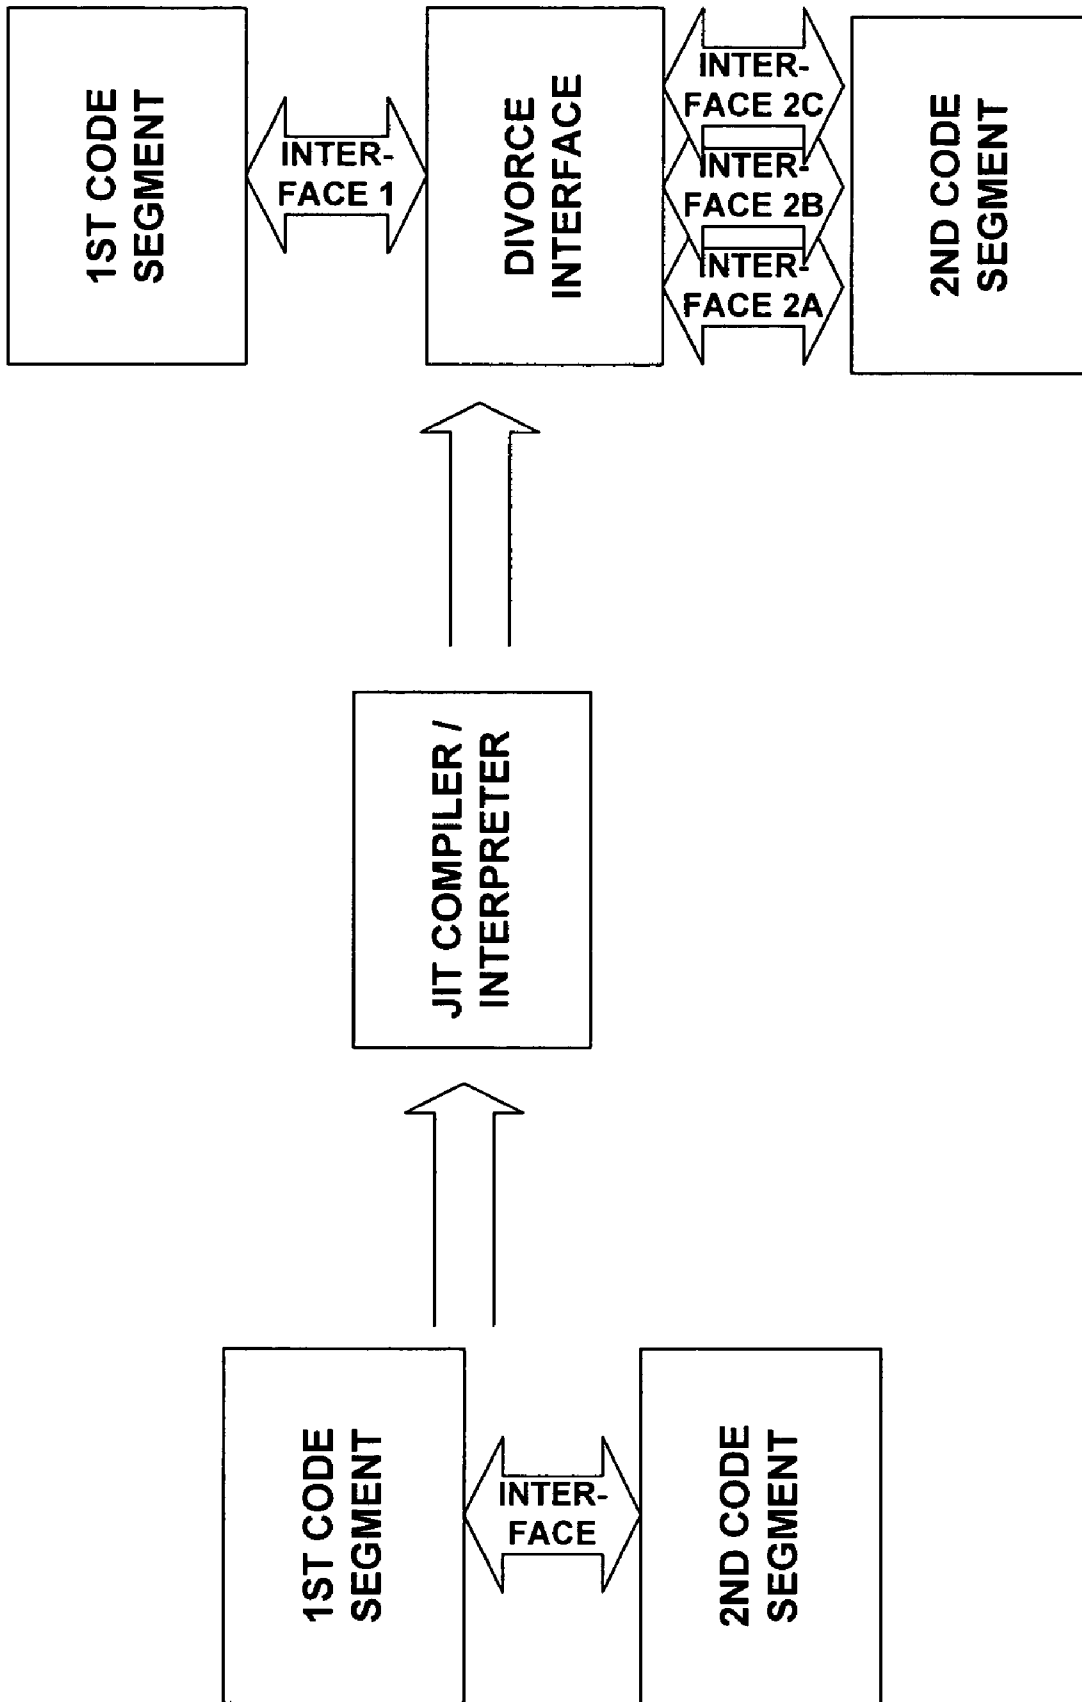 1ST CODE
SEGMENT
INTER-
FACE 1
DIVORCE
INTERFACE
INTER-
FACE 2C
INTER-
FACE 2B
INTER-
FACE 2A
2ND CODE
SEGMENT
JIT COMPILER /
INTERPRETER
1ST CODE
SEGMENT
INTER-
FACE
2ND CODE
SEGMENT